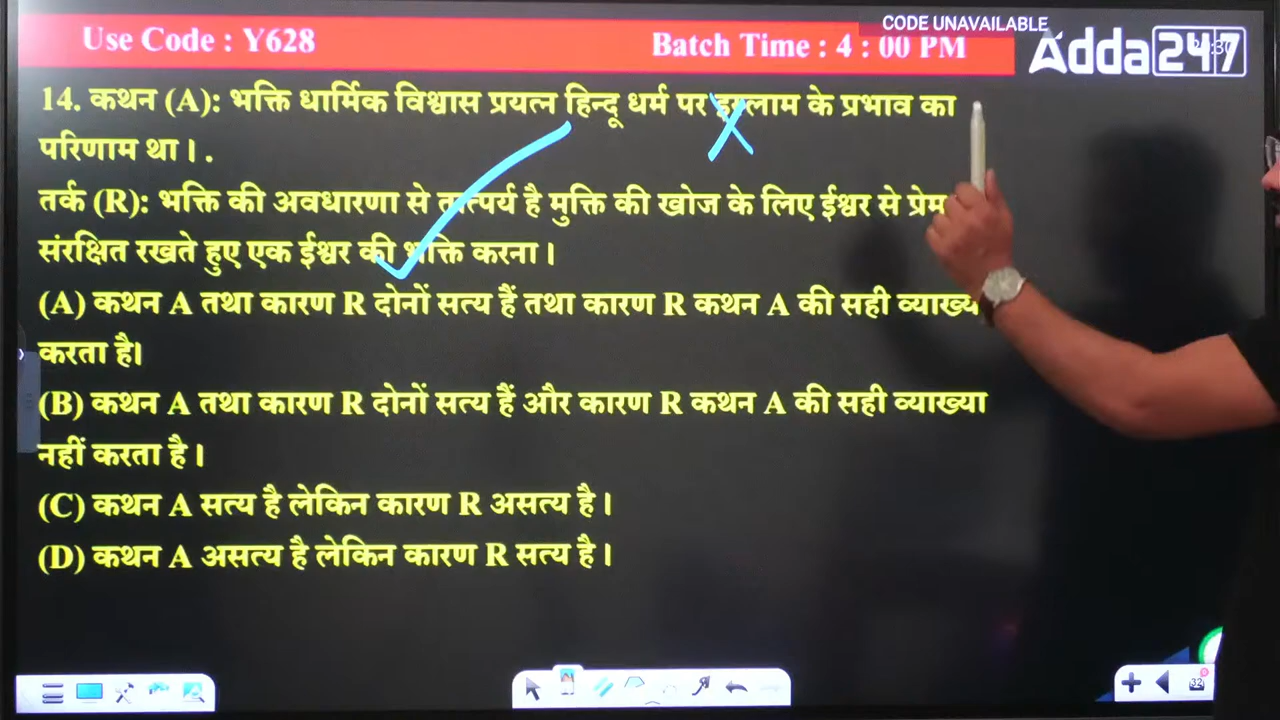 CODE UNAVAILABLE
Use Code : Y628
Batch Time : 4 : 00 PM
Adda 247
14. कथन (A): भक्ति धार्मिक विश्वास प्रयत्न हिन्दू धर्म पर इस्लाम के प्रभाव का
परिणाम था। .
तर्क (R): भक्ति की अवधारणा से तात्पर्य है मुक्ति की खोज के लिए ईश्वर से प्रेम
संरक्षित रखते हुए एक ईश्वर की भक्ति करना।
(A) कथन A तथा कारण R दोनों सत्य हैं तथा कारण R कथन A की सही व्याख्य
करता है।
(B) कथन A तथा कारण R दोनों सत्य हैं और कारण R कथन A की सही व्याख्या
नहीं करता है।
(C) कथन A सत्य है लेकिन कारण R असत्य है।
(D) कथन A असत्य है लेकिन कारण R सत्य है।
32